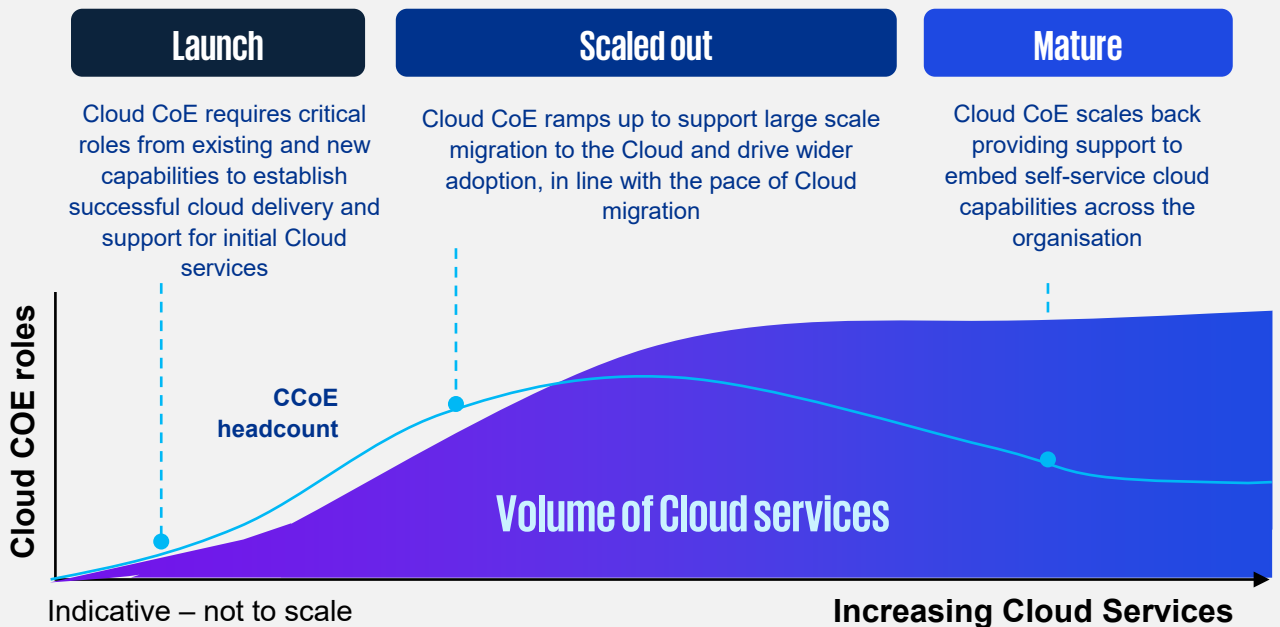 Launch
Scaled out
Mature
Cloud CoE requires critical
roles from existing and new
capabilities to establish
successful cloud delivery and
support for initial Cloud
services
Cloud CoE ramps up to support large scale
migration to the Cloud and drive wider
adoption, in line with the pace of Cloud
migration
Cloud CoE scales back
providing support to
embed self-service cloud
capabilities across the
organisation
Cloud COE roles
CCoE
headcount
Volume of Cloud services
Indicative – not to scale
Increasing Cloud Services